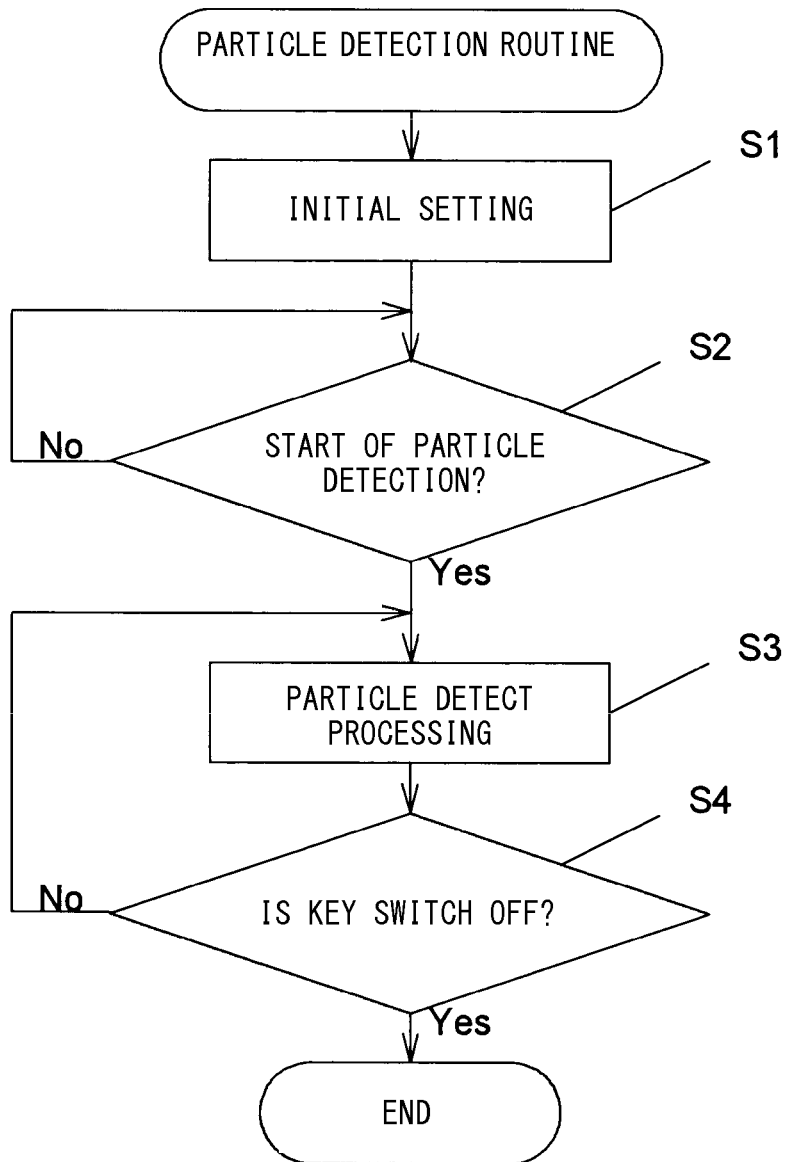 PARTICLE DETECTION ROUTINE
S1
INITIAL SETTING
S2
No
START OF PARTICLE
DETECTION?
Yes
S3
PARTICLE DETECT
PROCESSING
S4
No
IS KEY SWITCH OFF?
Yes
END